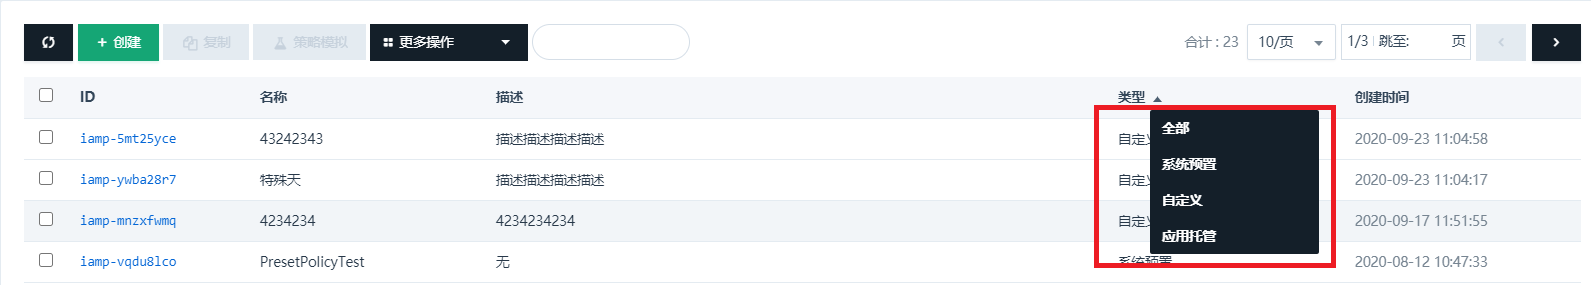 创建 复制 策略模拟 更多操作 合计 : 23 10/页 1/3 跳至: 页
ID 名称 描述 类型 创建时间
全部
iamp-5mt25yce 43242343 描述描述描述描述 自定 2020-09-23 11:04:58
系统预置
iamp-ywba28r7 特殊天 描述描述描述描述 自定 2020-09-23 11:04:17
自定义
iamp-mnzxfwmq 4234234 4234234234 自定 2020-09-17 11:51:55
应用托管
iamp-vqdu8lco PresetPolicyTest 无 系统预置 2020-08-12 10:47:33